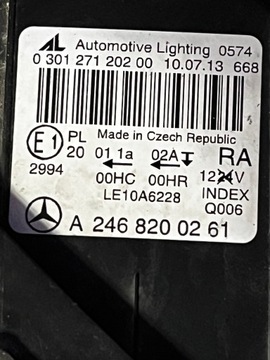 AL Automotive Lighting 0574
0 301 271 202 00 10.07.13 668
E1 PL Made in Czech Republic
20 01 1a 02A RA
2994 00HC 00HR 1224V
LE10A6228 INDEX
Q006
A 246 820 02 61